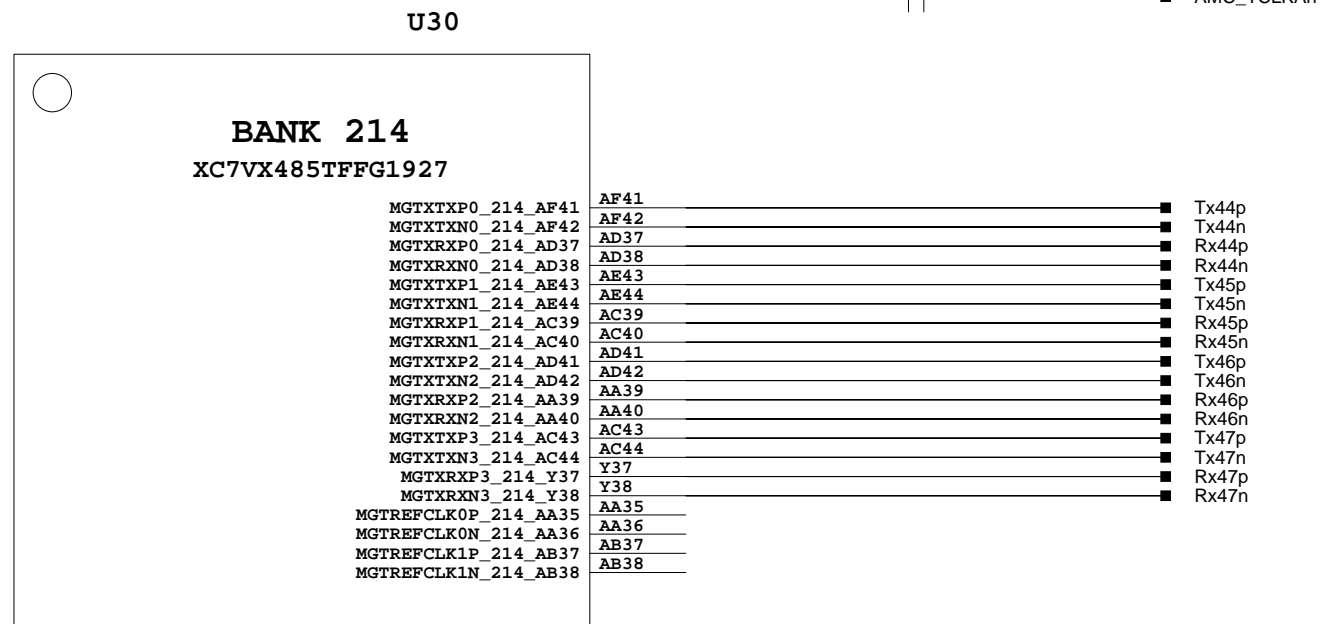 U30
BANK 214
XC7VX485TFFG1927
MGTXTXP0_214_AF41 AF41 Tx44p
MGTXTXN0_214_AF42 AF42 Tx44n
MGTXRXP0_214_AD37 AD37 Rx44p
MGTXRXN0_214_AD38 AD38 Rx44n
MGTXTXP1_214_AE43 AE43 Tx45p
MGTXTXN1_214_AE44 AE44 Tx45n
MGTXRXP1_214_AC39 AC39 Rx45p
MGTXRXN1_214_AC40 AC40 Rx45n
MGTXTXP2_214_AD41 AD41 Tx46p
MGTXTXN2_214_AD42 AD42 Tx46n
MGTXRXP2_214_AA39 AA39 Rx46p
MGTXRXN2_214_AA40 AA40 Rx46n
MGTXTXP3_214_AC43 AC43 Tx47p
MGTXTXN3_214_AC44 AC44 Tx47n
MGTXRXP3_214_Y37 Y37 Rx47p
MGTXRXN3_214_Y38 Y38 Rx47n
MGTREFCLK0P_214_AA35 AA35
MGTREFCLK0N_214_AA36 AA36
MGTREFCLK1P_214_AB37 AB37
MGTREFCLK1N_214_AB38 AB38